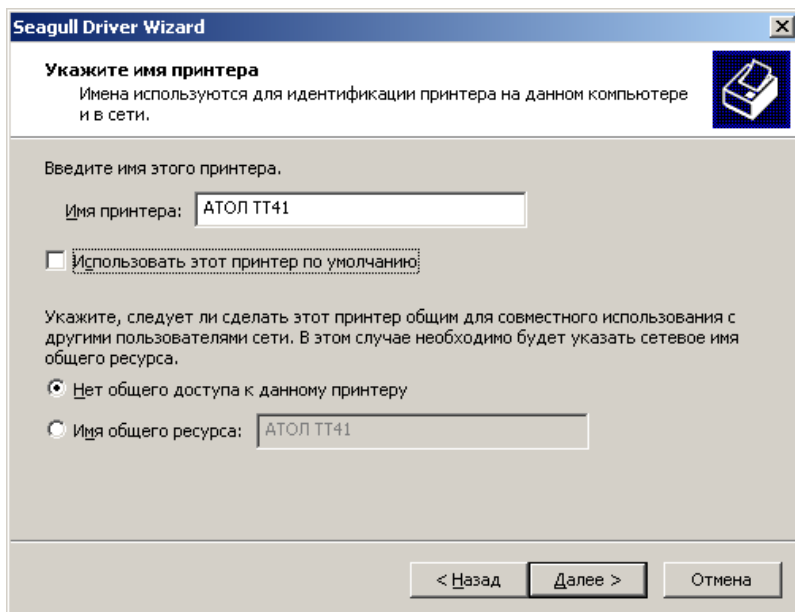 Seagull Driver Wizard
Укажите имя принтера
Имена используются для идентификации принтера на данном компьютере
и в сети.
Введите имя этого принтера.
Имя принтера: АТОЛ ТТ41
Использовать этот принтер по умолчанию
Укажите, следует ли сделать этот принтер общим для совместного использования с
другими пользователями сети. В этом случае необходимо будет указать сетевое имя
общего ресурса.
Нет общего доступа к данному принтеру
Имя общего ресурса: АТОЛ ТТ41
< Назад Далее > Отмена